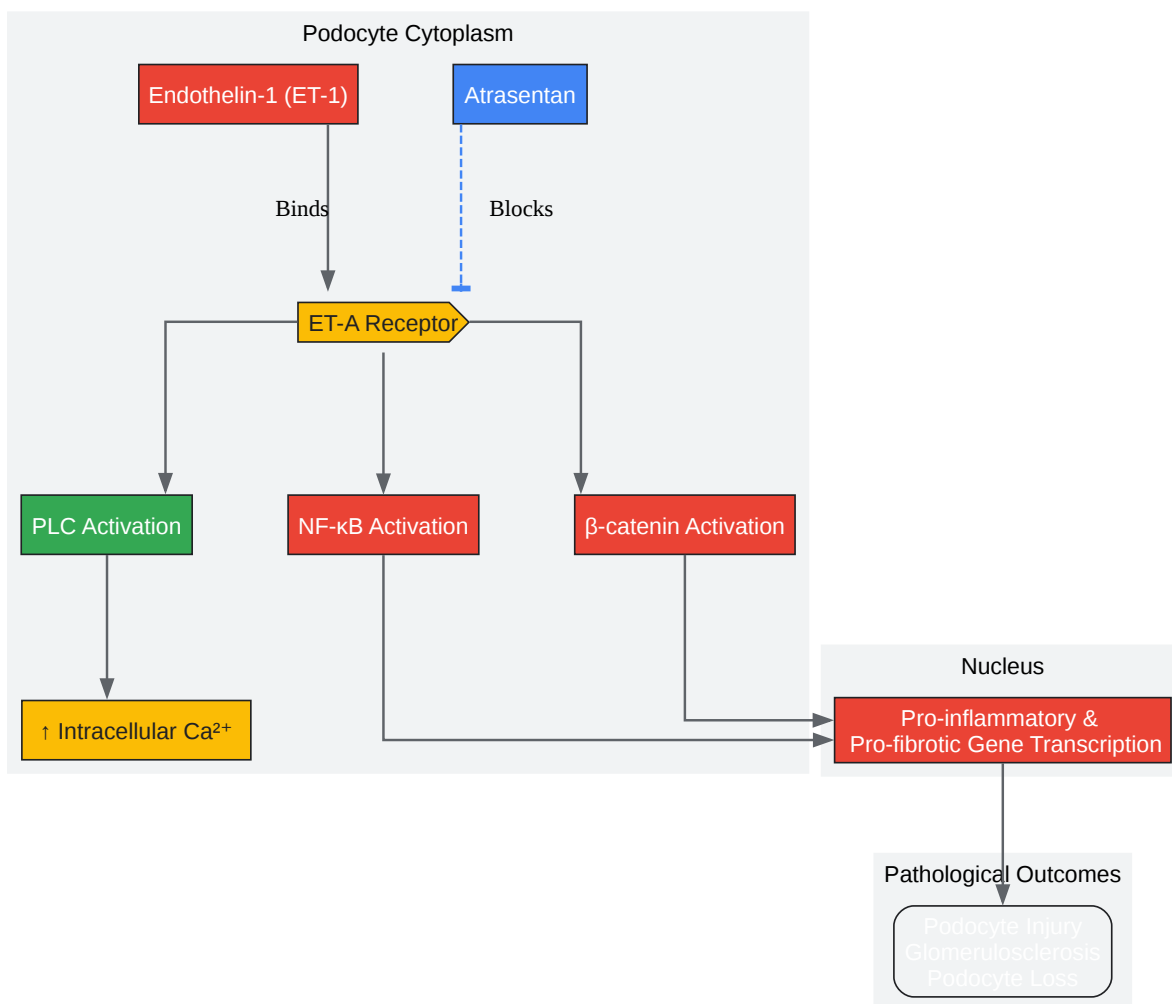 Podocyte Cytoplasm
Endothelin-1 (ET-1)
Atrasentan
Binds
Blocks
ET-A Receptor
PLC Activation
NF-κB Activation
β-catenin Activation
Nucleus
↑ Intracellular Ca²⁺
Pro-inflammatory &
Pro-fibrotic Gene Transcription
Pathological Outcomes
Podocyte Injury
Glomerulosclerosis
Podocyte Loss